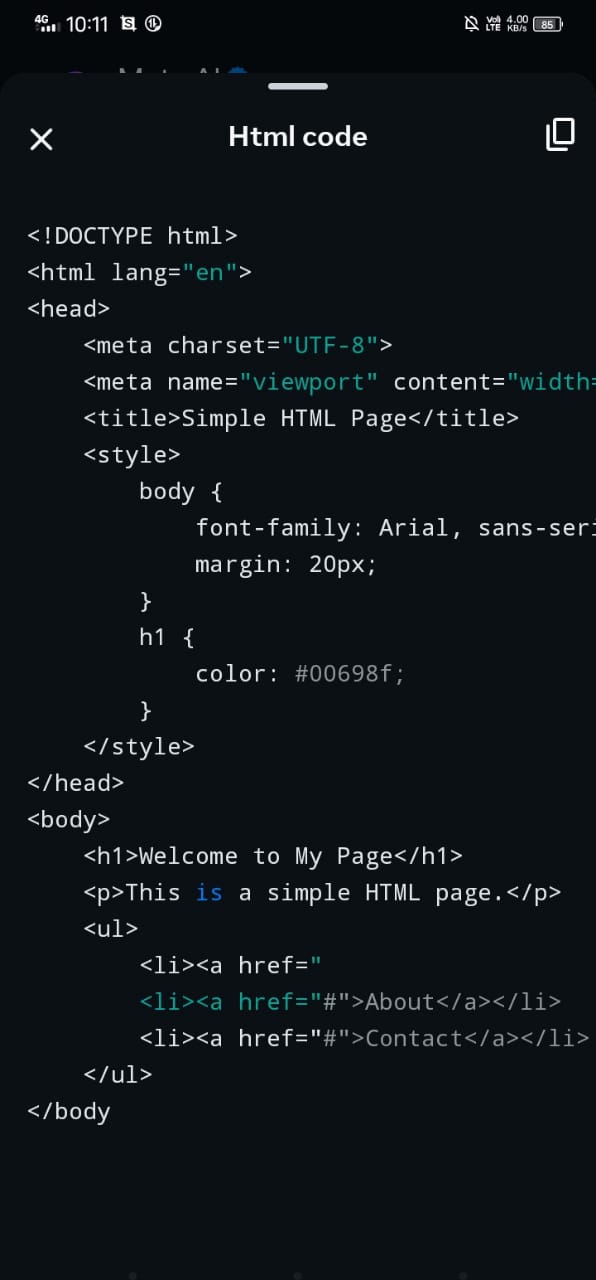 4G 10:11 VoI) LTE 4.00 KB/S 85
Html code
<!DOCTYPE html>
<html lang="en">
<head>
<meta charset="UTF-8">
<meta name="viewport" content="width=
<title>Simple HTML Page</title>
<style>
body {
font-family: Arial, sans-seri
margin: 20px;
}
h1 {
color: #00698f;
}
</style>
</head>
<body>
<h1>Welcome to My Page</h1>
<p>This is a simple HTML page.</p>
<ul>
<li><a href="
<li><a href="#">About</a></li>
<li><a href="#">Contact</a></li>
</ul>
</body